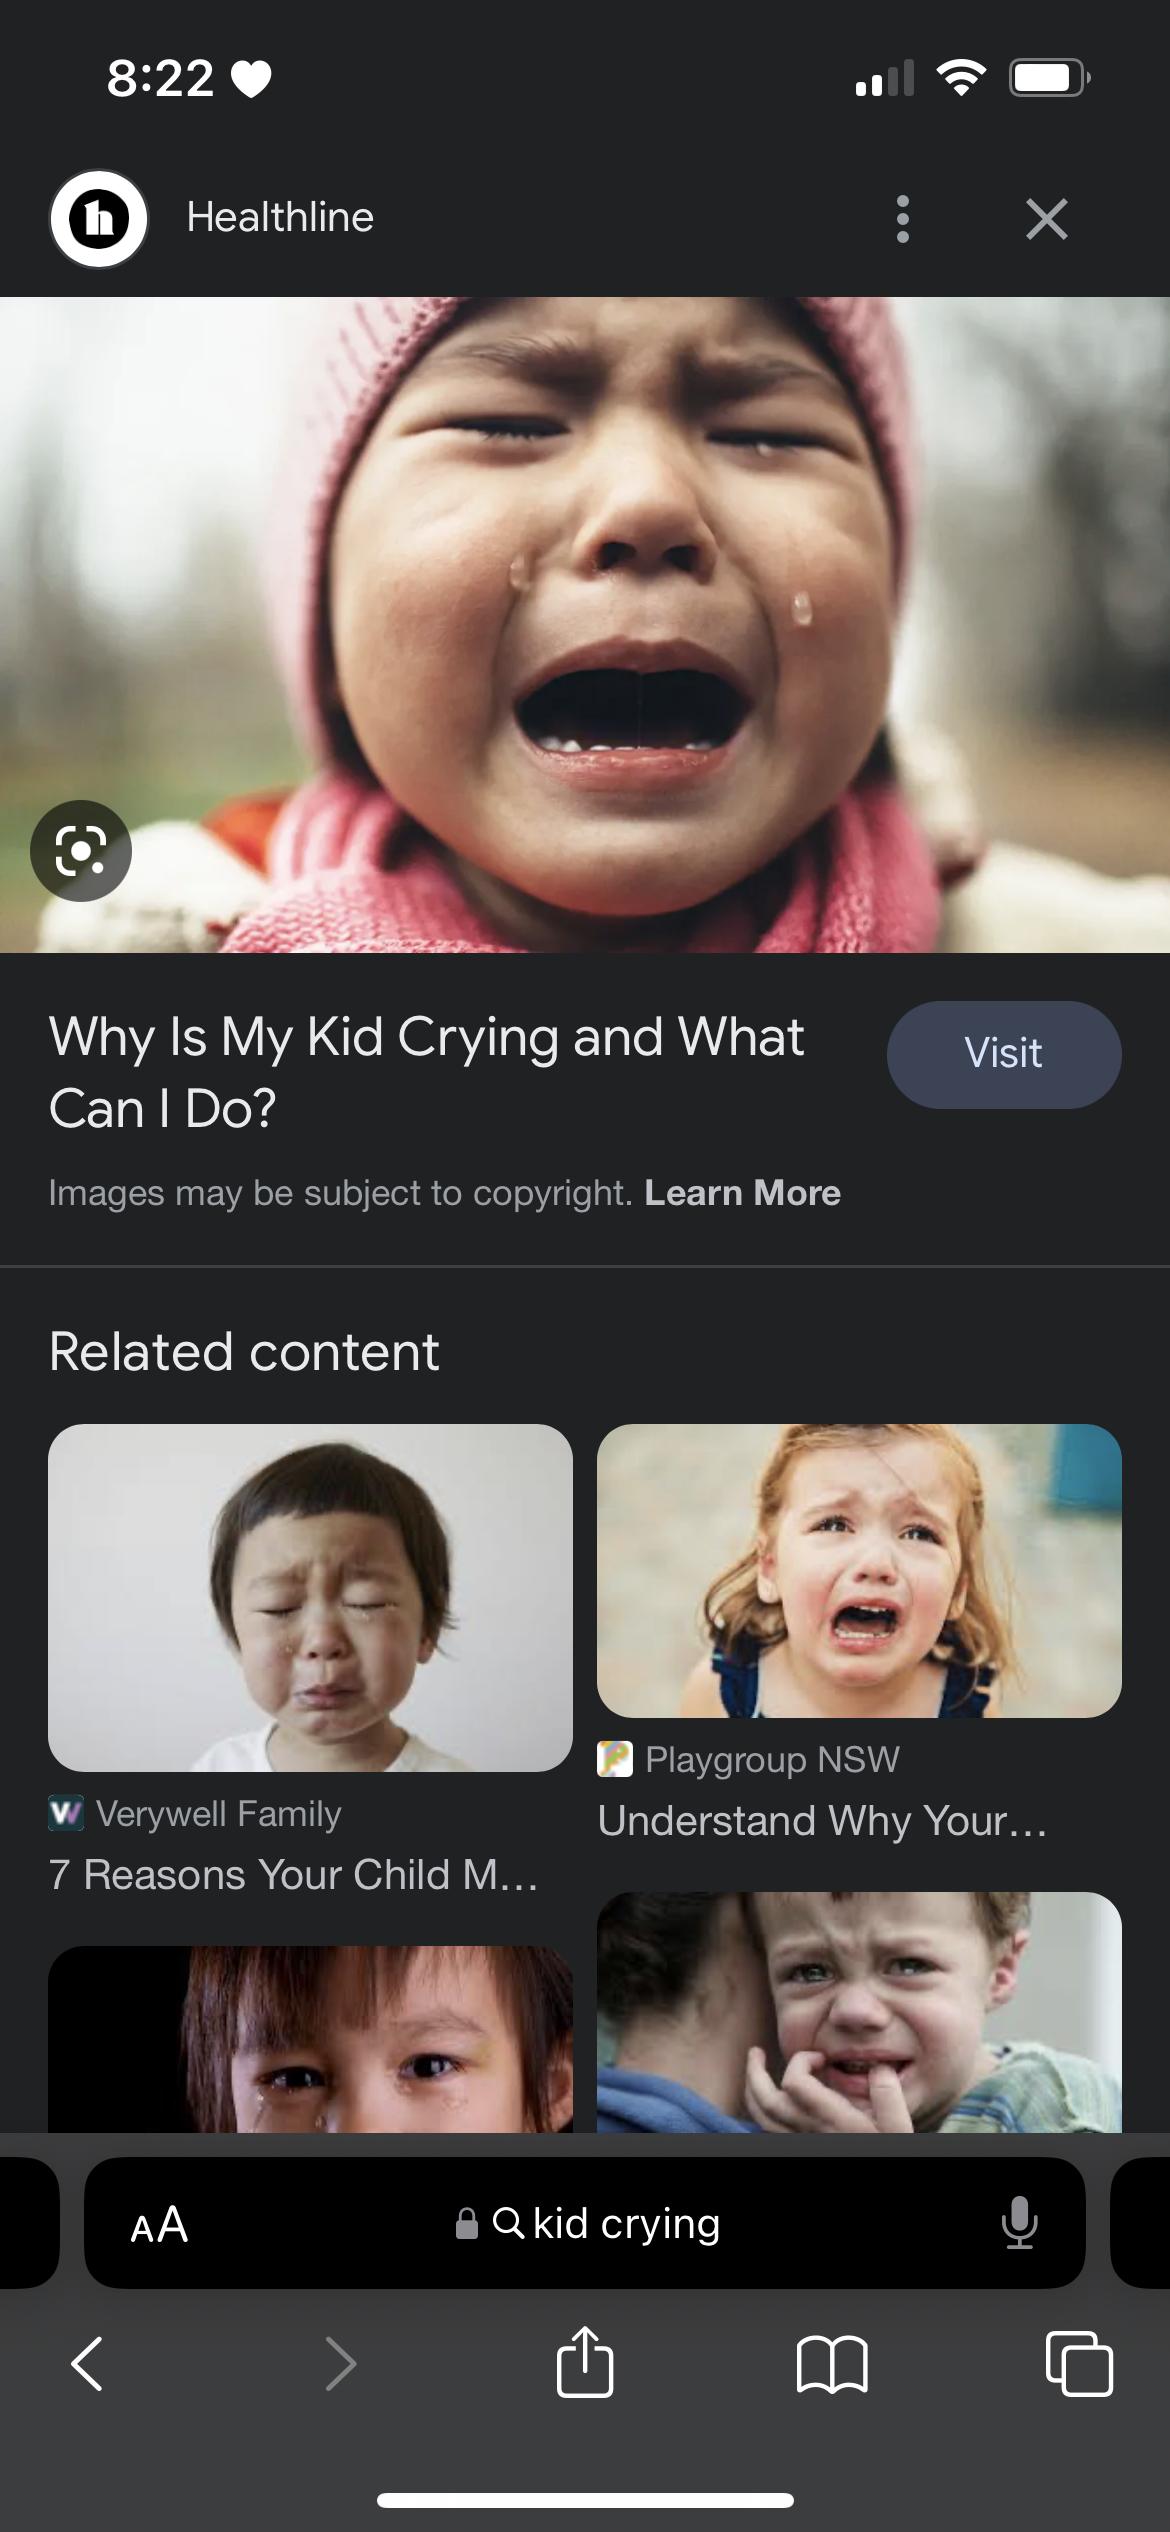 8:22
Healthline
Why Is My Kid Crying and What
Can I Do?
Visit
Images may be subject to copyright. Learn More
Related content
Verywell Family
7 Reasons Your Child M...
Playgroup NSW
Understand Why Your...
AA
kid crying